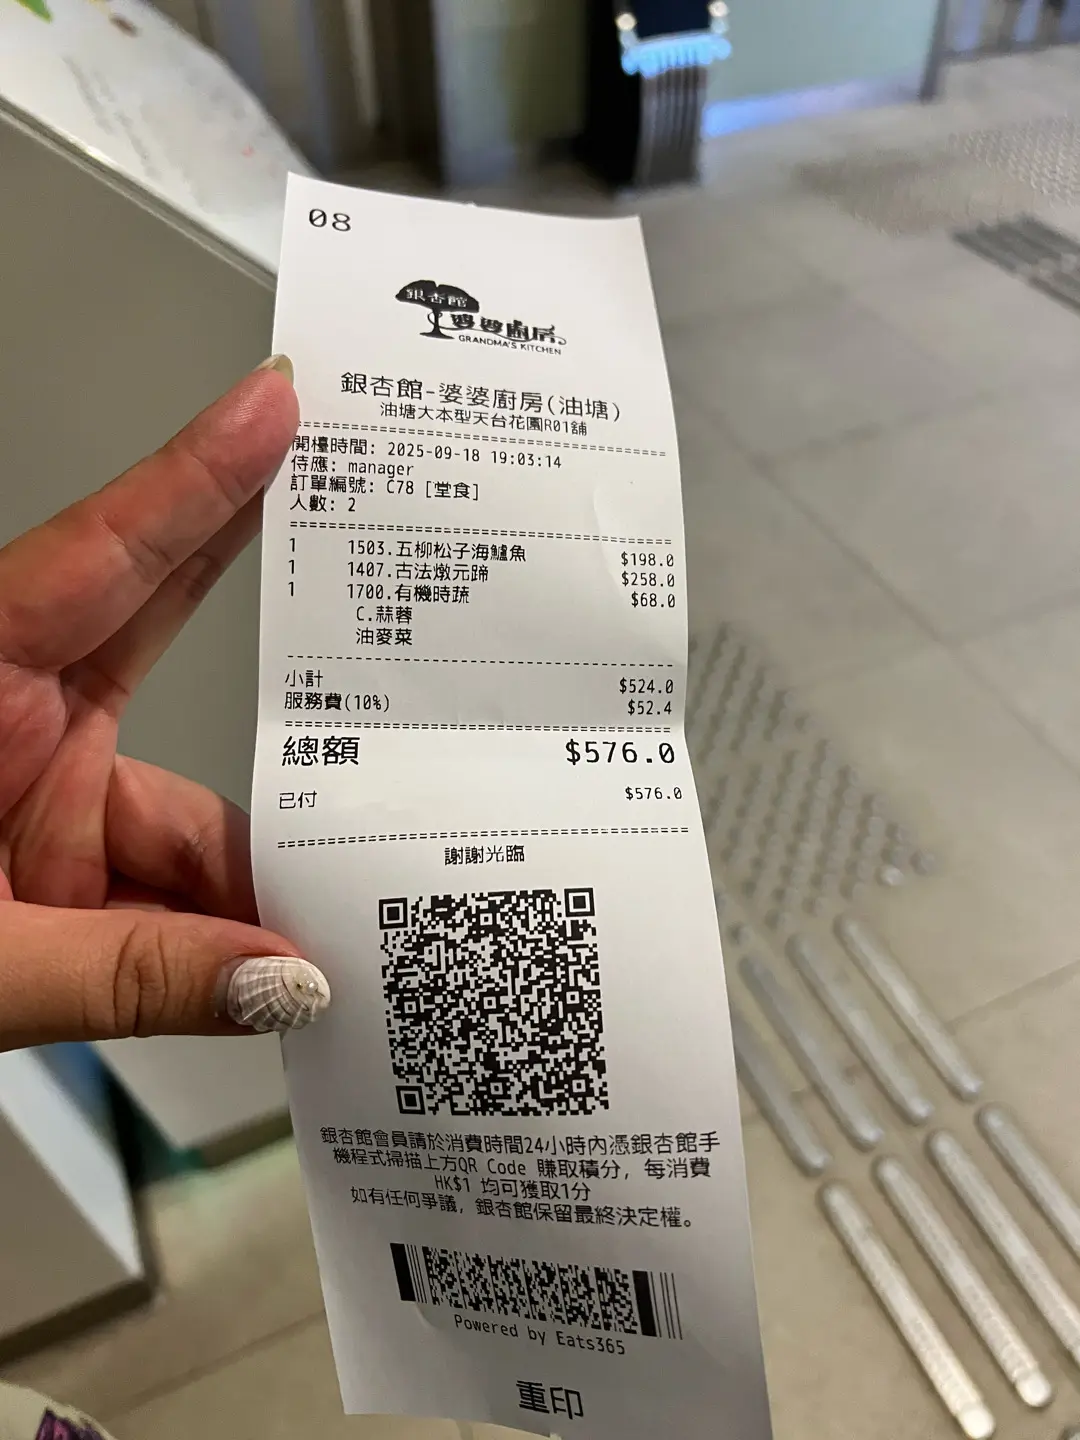 08
銀杏館
婆婆廚房
GRANDMA'S KITCHEN
銀杏館-婆婆廚房(油塘)
油塘大本型天台花園R01舖
開檯時間: 2025-09-18 19:03:14
侍應: manager
訂單編號: C78 [堂食]
人數: 2
1 1503.五柳松子海鱸魚 $198.0
1 1407.古法燉元蹄 $258.0
1 1700.有機時蔬 $68.0
C.蒜蓉
油麥菜
小計 $524.0
服務費(10%) $52.4
總額 $576.0
已付 $576.0
謝謝光臨
銀杏館會員請於消費時間24小時內憑銀杏館手
機程式掃描上方QR Code 賺取積分, 每消費
HK$1 均可獲取1分
如有任何爭議, 銀杏館保留最終決定權。
Powered by Eats365
重印